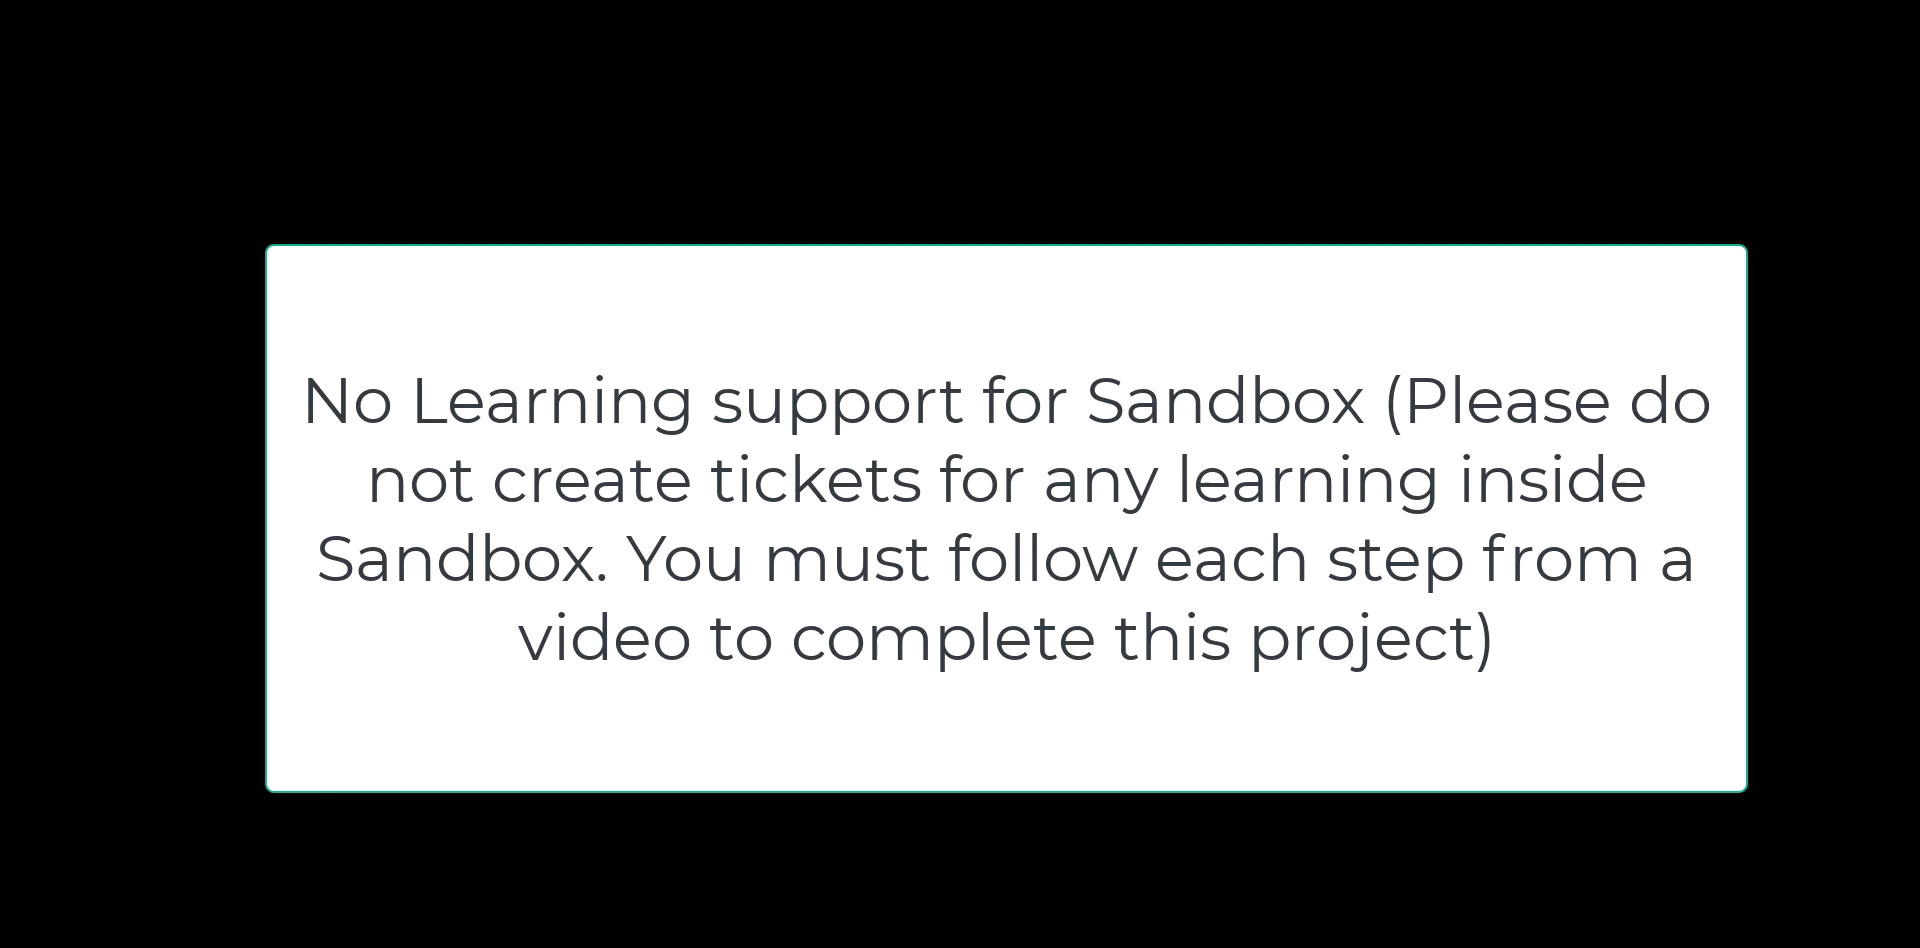 No Learning support for Sandbox (Please do
not create tickets for any learning inside
Sandbox. You must follow each step from a
video to complete this project)